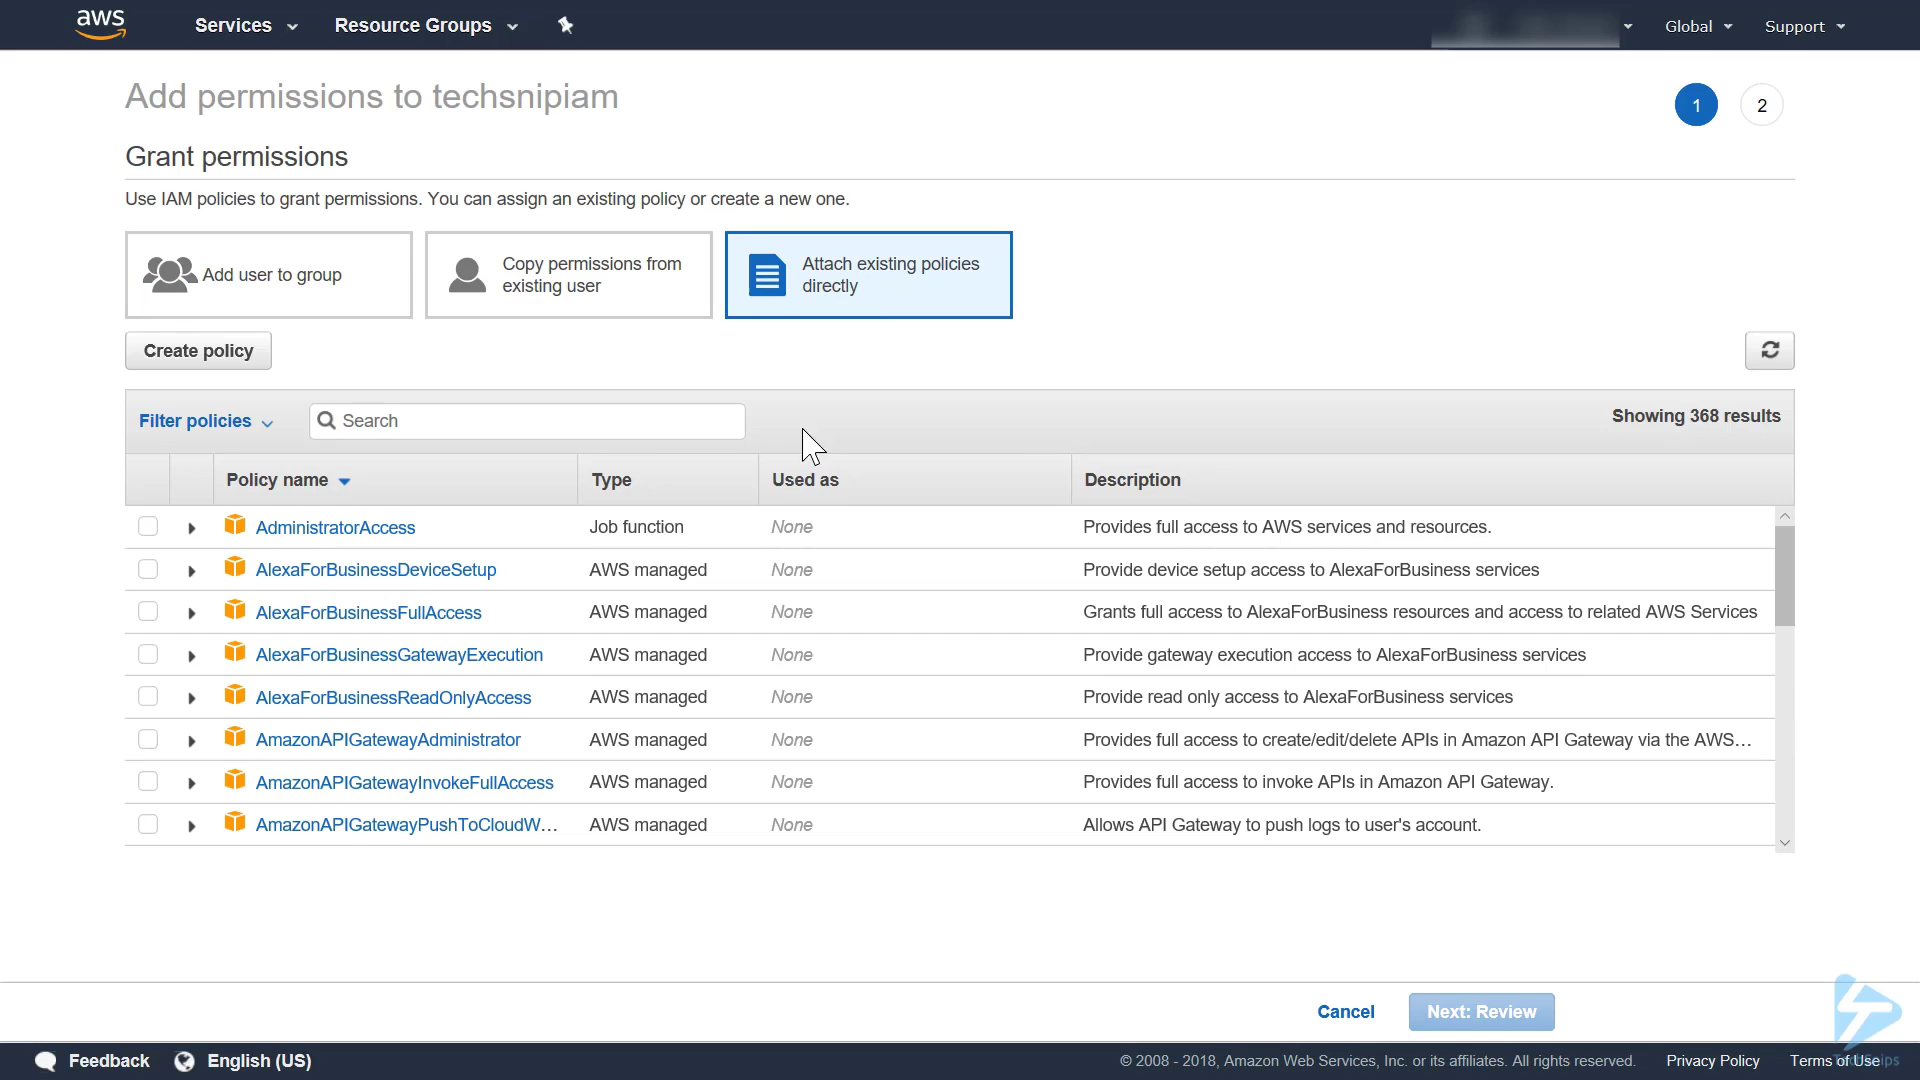 aws
Services
Resource Groups
Global
Support
Add permissions to techsnipiam
1
2
Grant permissions
Use IAM policies to grant permissions. You can assign an existing policy or create a new one.
Add user to group
Copy permissions from
existing user
Attach existing policies
directly
Create policy
Filter policies
Search
Showing 368 results
Policy name
Type
Used as
Description
AdministratorAccess
Job function
None
Provides full access to AWS services and resources.
AlexaForBusinessDeviceSetup
AWS managed
None
Provide device setup access to AlexaForBusiness services
AlexaForBusinessFullAccess
AWS managed
None
Grants full access to AlexaForBusiness resources and access to related AWS Services
AlexaForBusinessGatewayExecution
AWS managed
None
Provide gateway execution access to AlexaForBusiness services
AlexaForBusinessReadOnlyAccess
AWS managed
None
Provide read only access to AlexaForBusiness services
AmazonAPIGatewayAdministrator
AWS managed
None
Provides full access to create/edit/delete APIs in Amazon API Gateway via the AWS...
AmazonAPIGatewayInvokeFullAccess
AWS managed
None
Provides full access to invoke APIs in Amazon API Gateway.
AmazonAPIGatewayPushToCloudW...
AWS managed
None
Allows API Gateway to push logs to user's account.
Cancel
Next: Review
Feedback
English (US)
© 2008 - 2018, Amazon Web Services, Inc. or its affiliates. All rights reserved.
Privacy Policy
Terms of Use